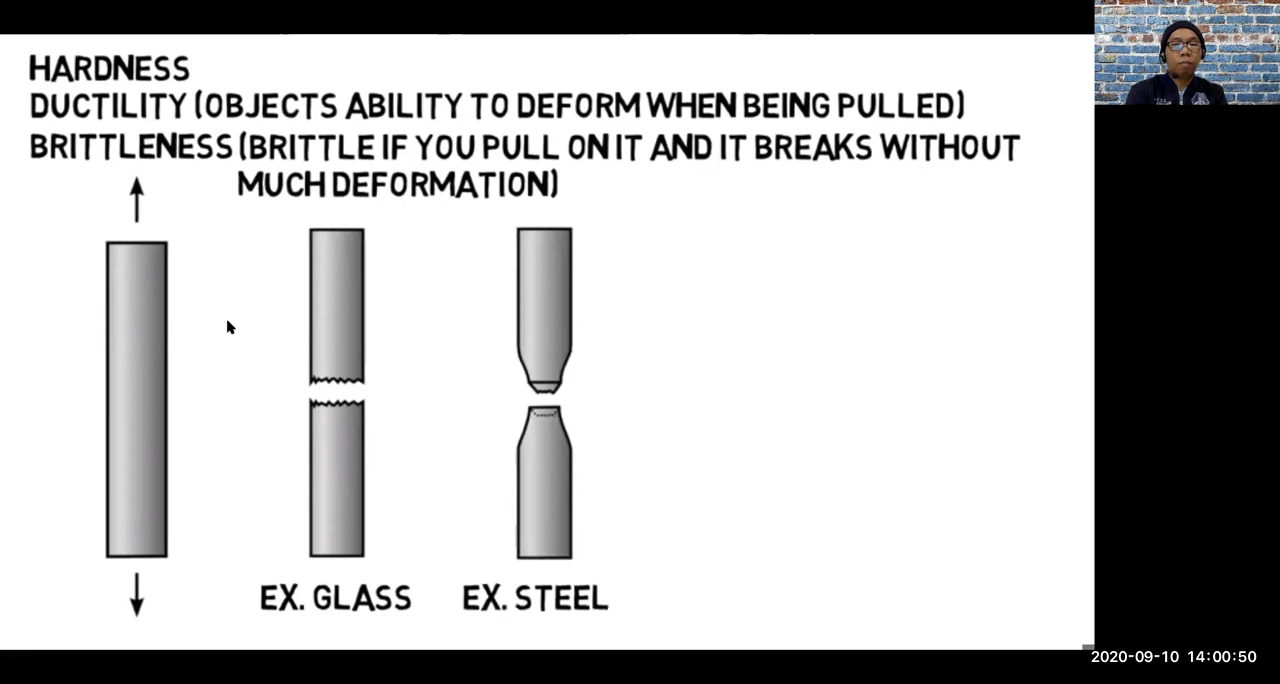 HARDNESS
DUCTILITY (OBJECTS ABILITY TO DEFORM WHEN BEING PULLED)
BRITTLENESS (BRITTLE IF YOU PULL ON IT AND IT BREAKS WITHOUT
MUCH DEFORMATION)
EX. GLASS
EX. STEEL
2020-09-10 14:00:50